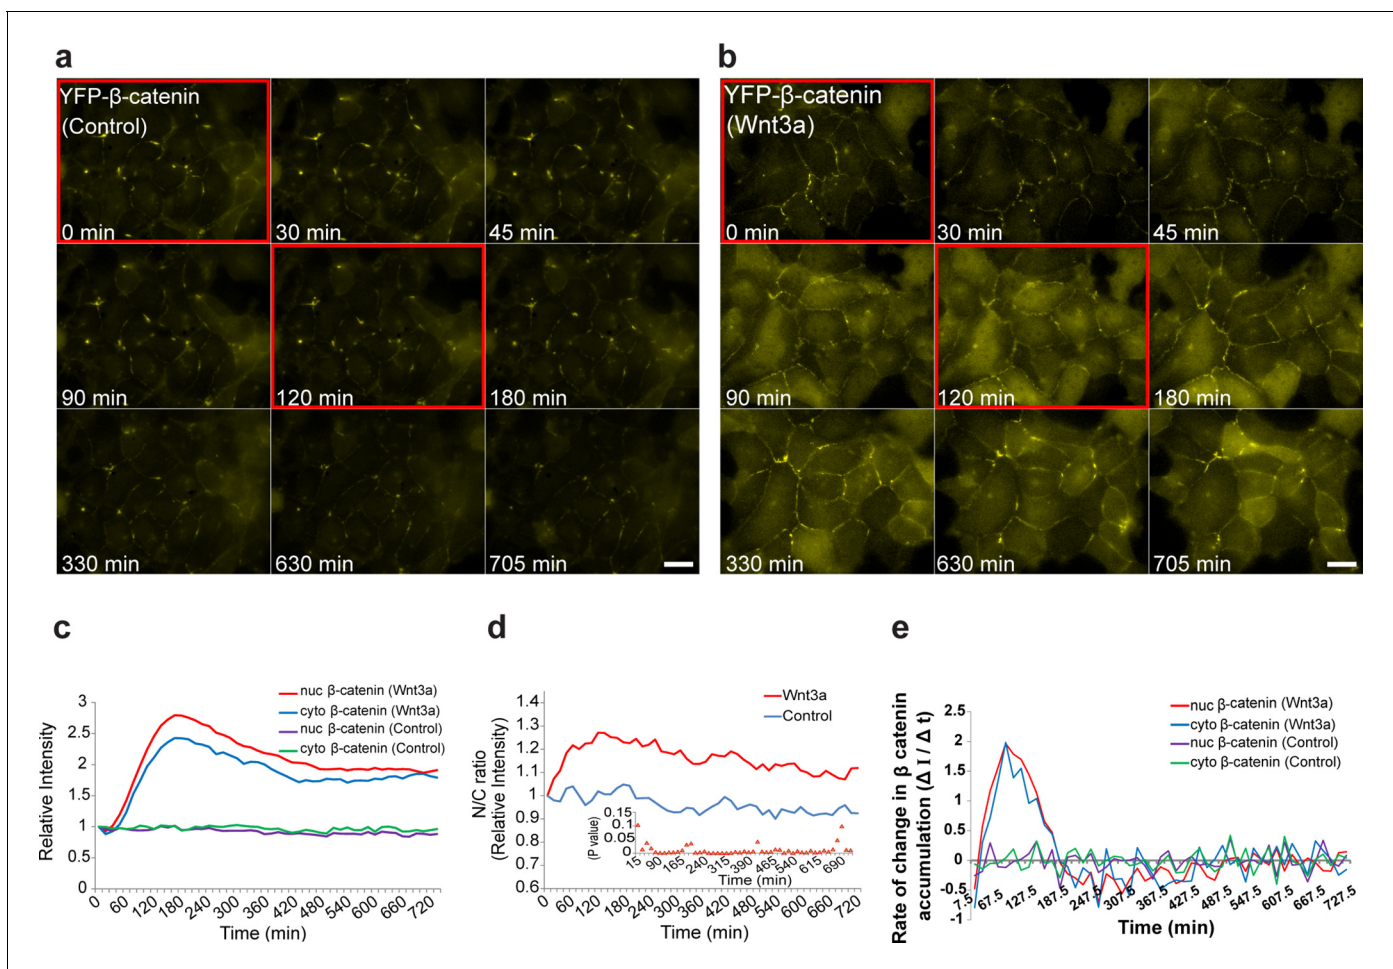 a
YFP-β-catenin
(Control)
0 min
30 min
45 min
90 min
120 min
180 min
330 min
630 min
705 min
b
YFP-β-catenin
(Wnt3a)
0 min
30 min
45 min
90 min
120 min
180 min
330 min
630 min
705 min
c
nuc β-catenin (Wnt3a)
cyto β-catenin (Wnt3a)
nuc β-catenin (Control)
cyto β-catenin (Control)
Relative Intensity
3
2.5
2
1.5
1
0.5
0
0 60 120 180 240 300 360 420 480 540 600 660 720
Time (min)
d
Wnt3a
Control
N/C ratio
(Relative Intensity)
1.4
1.3
1.2
1.1
1
0.9
0.8
0.7
0.6
(P value)
0.15
0.1
0.05
0
15 90 165 240 315 390 465 540 615 690
Time (min)
0 60 120 180 240 300 360 420 480 540 600 660 720
Time (min)
e
nuc β-catenin (Wnt3a)
cyto β-catenin (Wnt3a)
nuc β-catenin (Control)
cyto β-catenin (Control)
Rate of change in β catenin
accumulation (Δ I / Δ t)
2.5
2
1.5
1
0.5
0
-0.5
-1
7.5 67.5 127.5 187.5 247.5 307.5 367.5 427.5 487.5 547.5 607.5 667.5 727.5
Time (min)